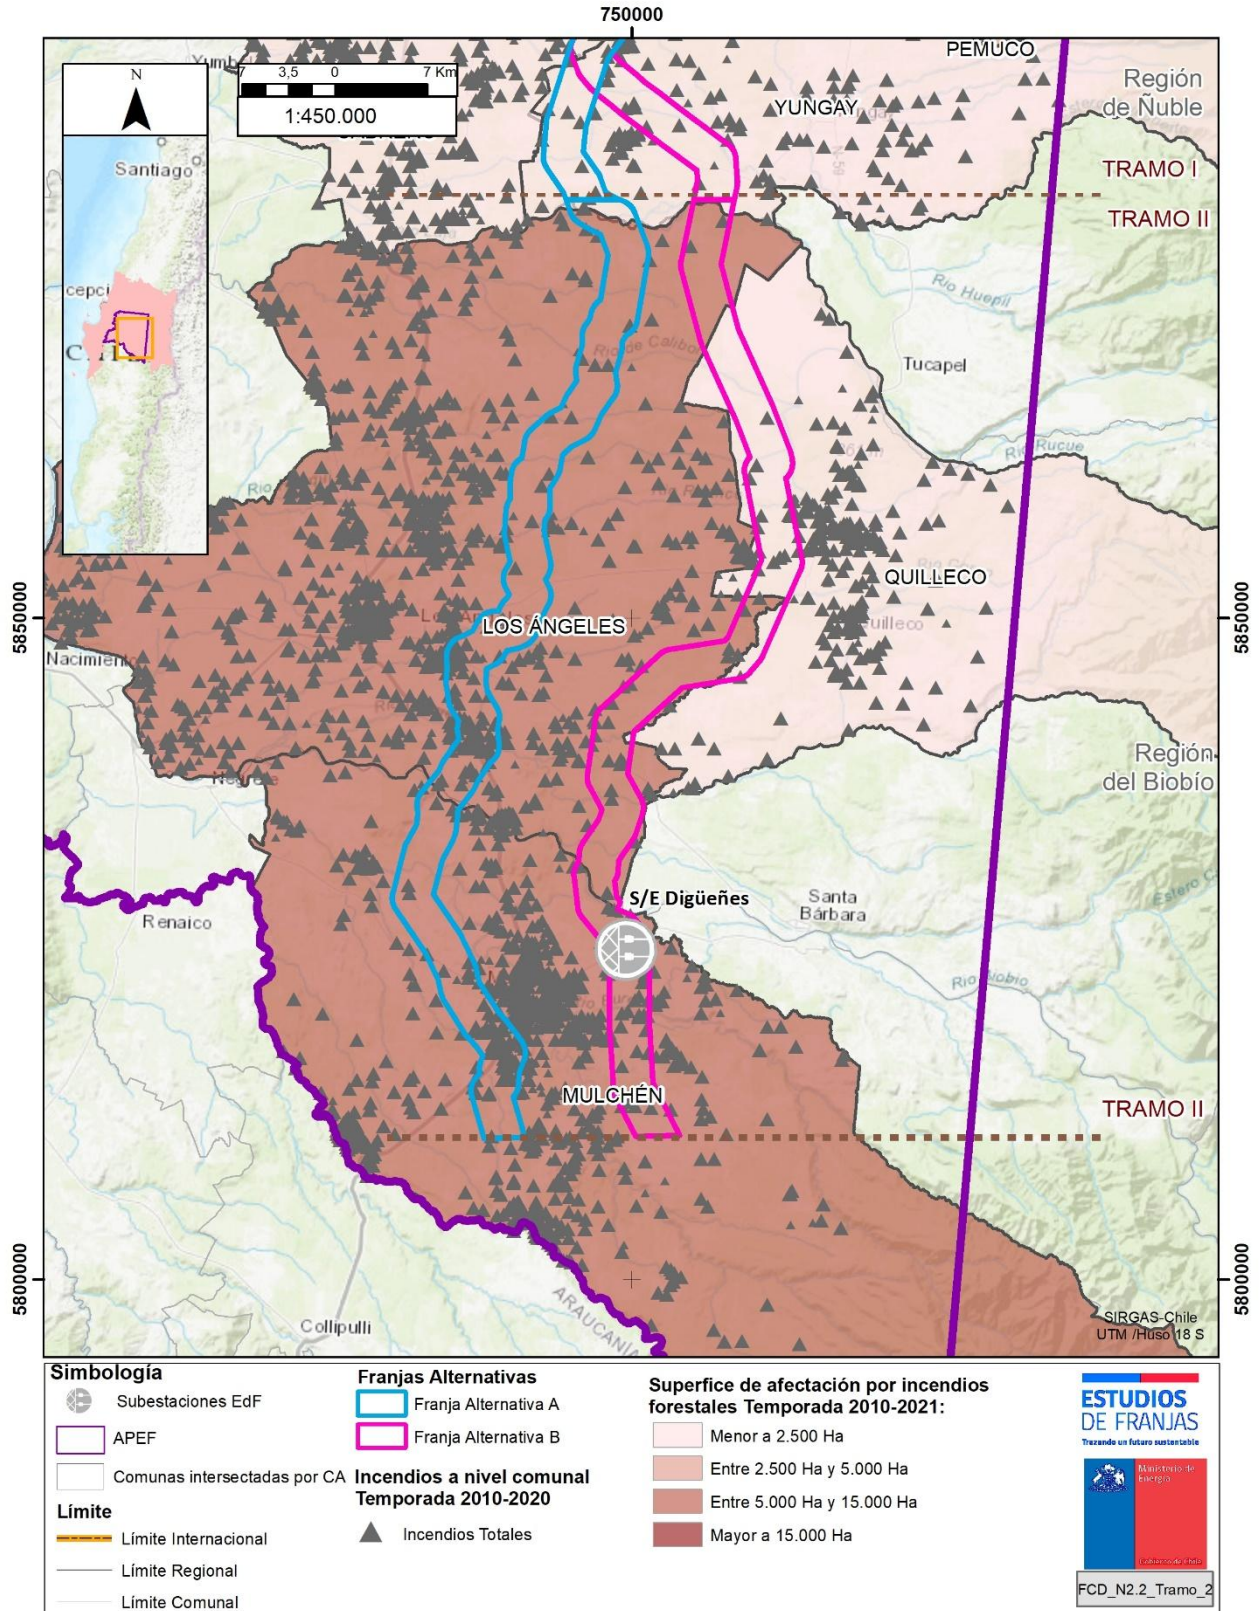 750000
PEMUCO
Región
de Ñuble
YUNGAY
N
7 3,5 0 7 Km
1:450.000
Santiago
TRAMO I
TRAMO II
Río Huepil
Tucapel
Río Rucue
QUILLECO
LOS ÁNGELES
5850000
5850000
Nacimien
Región
del Biobío
S/E Digüeñes
Santa
Bárbara
Renaico
MULCHÉN
TRAMO II
5800000
5800000
ARAUCANÍA
Collipulli
SIRGAS-Chile
UTM /Huso 18 S
Simbología
Subestaciones EdF
APEF
Comunas intersectadas por CA
Límite
Límite Internacional
Límite Regional
Límite Comunal
Franjas Alternativas
Franja Alternativa A
Franja Alternativa B
Incendios a nivel comunal
Temporada 2010-2020
Incendios Totales
Superfice de afectación por incendios
forestales Temporada 2010-2021:
Menor a 2.500 Ha
Entre 2.500 Ha y 5.000 Ha
Entre 5.000 Ha y 15.000 Ha
Mayor a 15.000 Ha
ESTUDIOS
DE FRANJAS
Trazando un futuro sustentable
Ministerio de
Energía
Gobierno de Chile
FCD_N2.2_Tramo_2